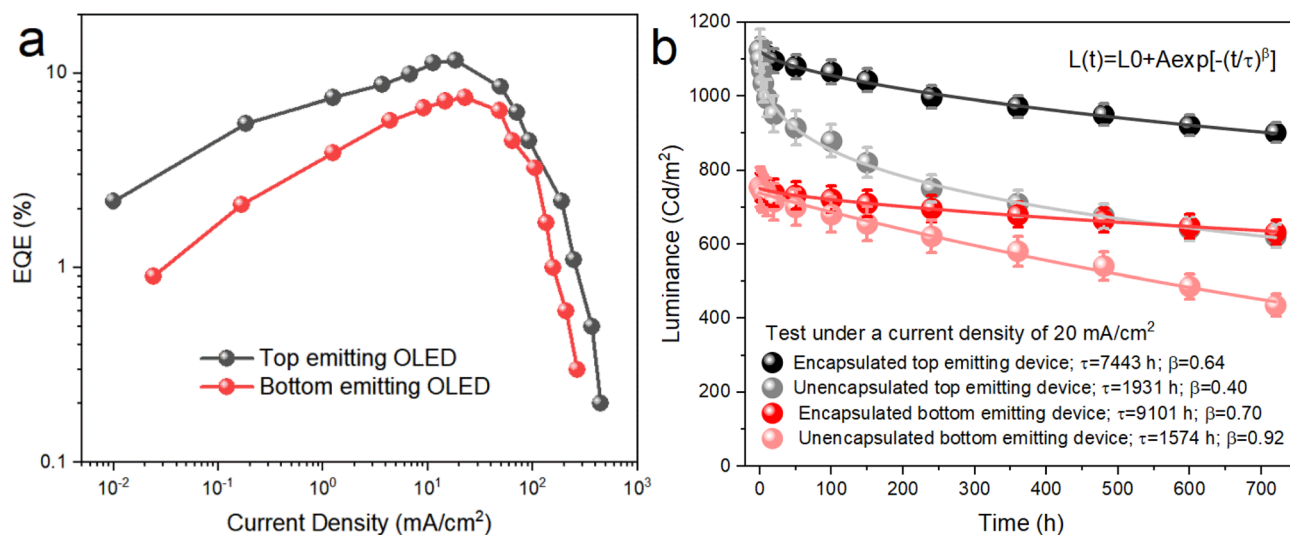 a
EQE (%)
10
1
0.1
10⁻²
10⁻¹
10⁰
10¹
10²
10³
Current Density (mA/cm²)
Top emitting OLED
Bottom emitting OLED
b
Luminance (Cd/m²)
1200
1000
800
600
400
200
0
0
100
200
300
400
500
600
700
Time (h)
L(t)=L0+Aexp[-(t/τ)ᵝ]
Test under a current density of 20 mA/cm²
Encapsulated top emitting device; τ=7443 h; β=0.64
Unencapsulated top emitting device; τ=1931 h; β=0.40
Encapsulated bottom emitting device; τ=9101 h; β=0.70
Unencapsulated bottom emitting device; τ=1574 h; β=0.92